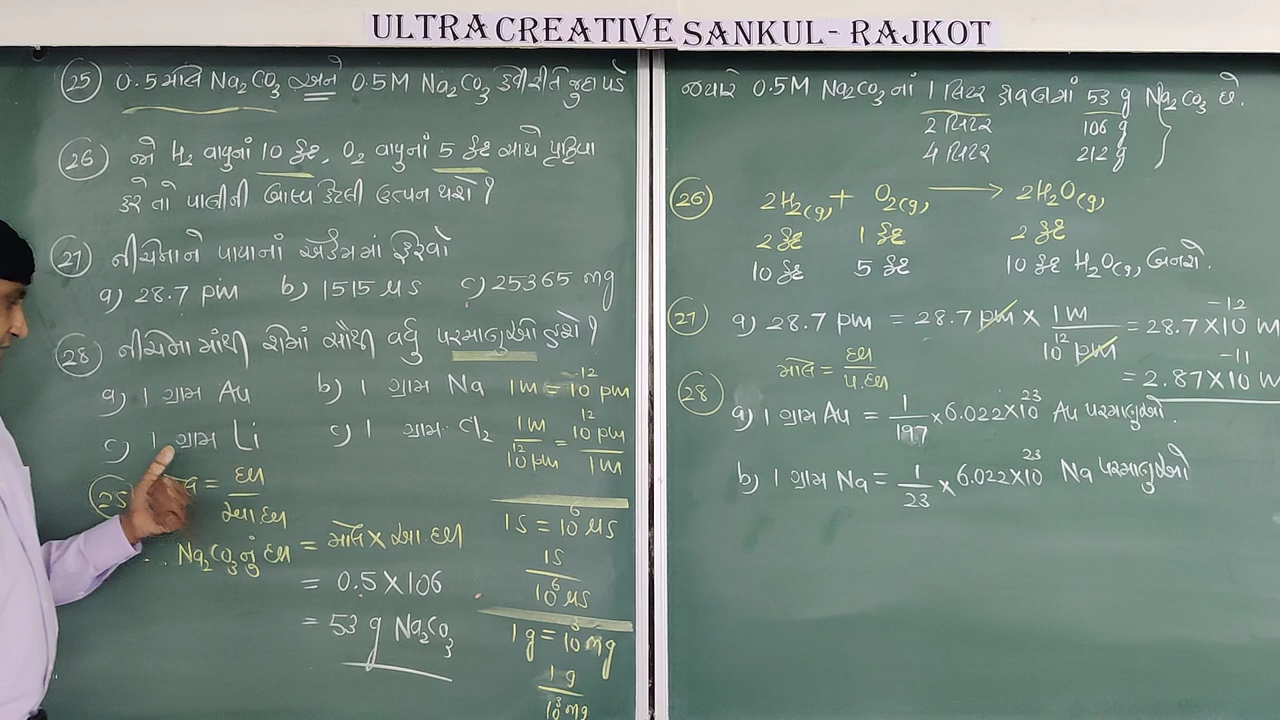 ULTRA CREATIVE SANKUL - RAJKOT
25 0.5 મોલ Na2CO3 અને 0.5M Na2CO3 કેવી રીતે જુદા પડે
26 જો H2 વાયુનાં 10 કદ, O2 વાયુનાં 5 કદ સાથે પ્રક્રિયા
કરે તો પાણીની બાષ્પ કેટલી ઉત્પન થશે?
27 નીચેનાને પાયાનાં એકમમાં ફેરવો
a) 28.7 pm b) 1515 μs c) 25365 mg
28 નીચેના માંથી શેમાં સૌથી વધુ પરમાણુઓ હશે?
a) 1 ગ્રામ Au b) 1 ગ્રામ Na
c) 1 ગ્રામ Li c) 1 ગ્રામ Cl2
25 = દળ / આ.દળ
∴ Na2CO3નું દળ = મોલ × આ.દળ
= 0.5 × 106
= 53 g Na2CO3
1m = 10^12 pm
1m / 10^12 pm = 10^12 pm / 1m
1s = 10^6 μs
1s / 10^6 μs
1g = 10^3 mg
1g / 10^3 mg
જ્યારે 0.5M Na2CO3નાં 1 લિટર દ્રાવણમાં 53 g Na2CO3 છે.
2 લિટર 106 g
4 લિટર 212 g
26 2H2(g) + O2(g) → 2H2O(g)
2 કદ 1 કદ 2 કદ
10 કદ 5 કદ 10 કદ H2O(g) બનશે.
27 a) 28.7 pm = 28.7 pm × 1m / 10^12 pm = 28.7 × 10^-12 m
= 2.87 × 10^-11 m
મોલ = દળ / પ.દળ
28 a) 1 ગ્રામ Au = 1/197 × 6.022 × 10^23 Au પરમાણુઓ.
b) 1 ગ્રામ Na = 1/23 × 6.022 × 10^23 Na પરમાણુઓ